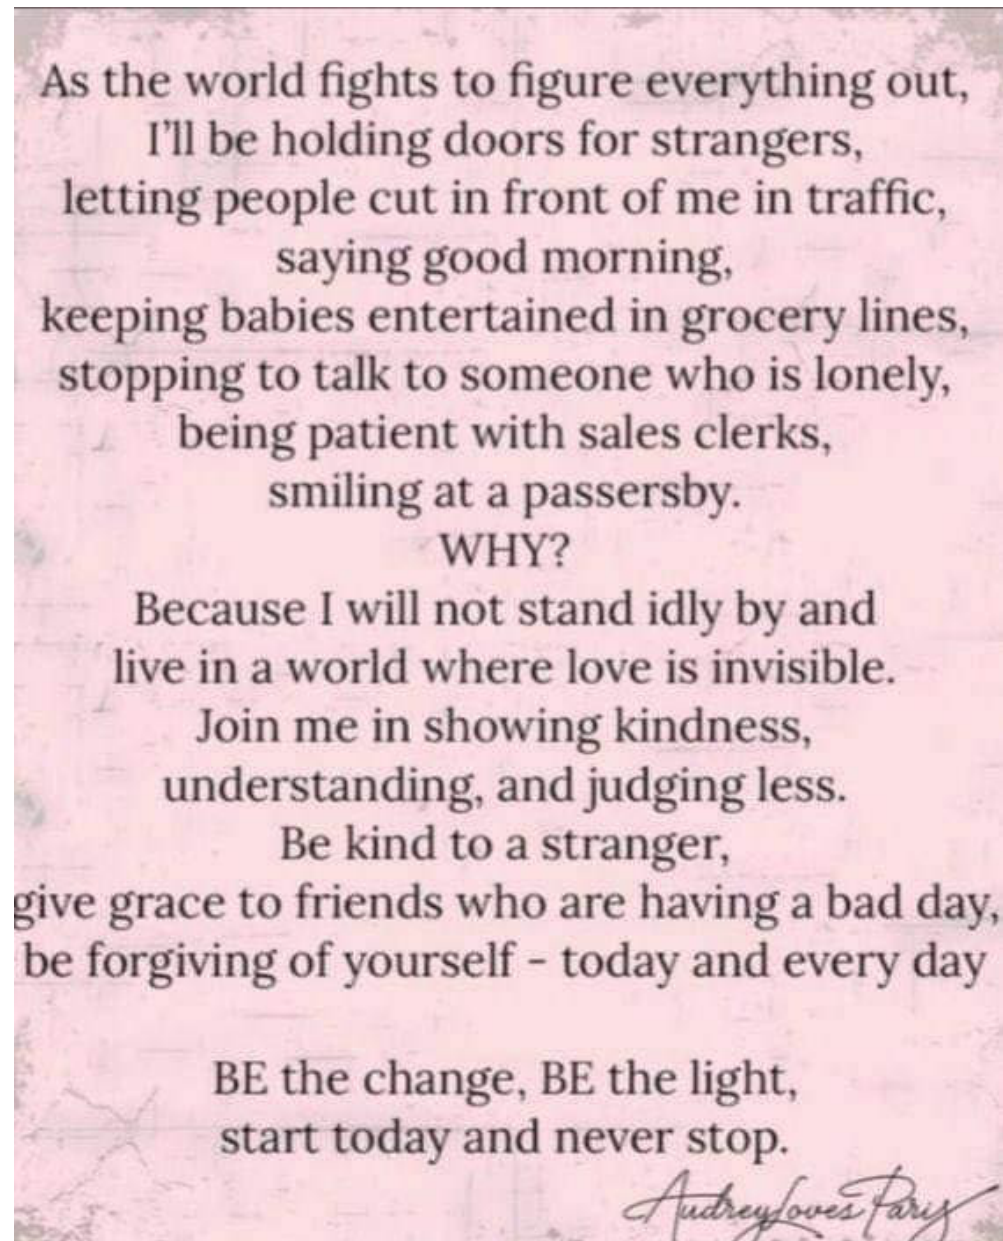 As the world fights to figure everything out,
I'll be holding doors for strangers,
letting people cut in front of me in traffic,
saying good morning,
keeping babies entertained in grocery lines,
stopping to talk to someone who is lonely,
being patient with sales clerks,
smiling at a passersby.
WHY?
Because I will not stand idly by and
live in a world where love is invisible.
Join me in showing kindness,
understanding, and judging less.
Be kind to a stranger,
give grace to friends who are having a bad day,
be forgiving of yourself - today and every day
BE the change, BE the light,
start today and never stop.
AudreyLovesParis